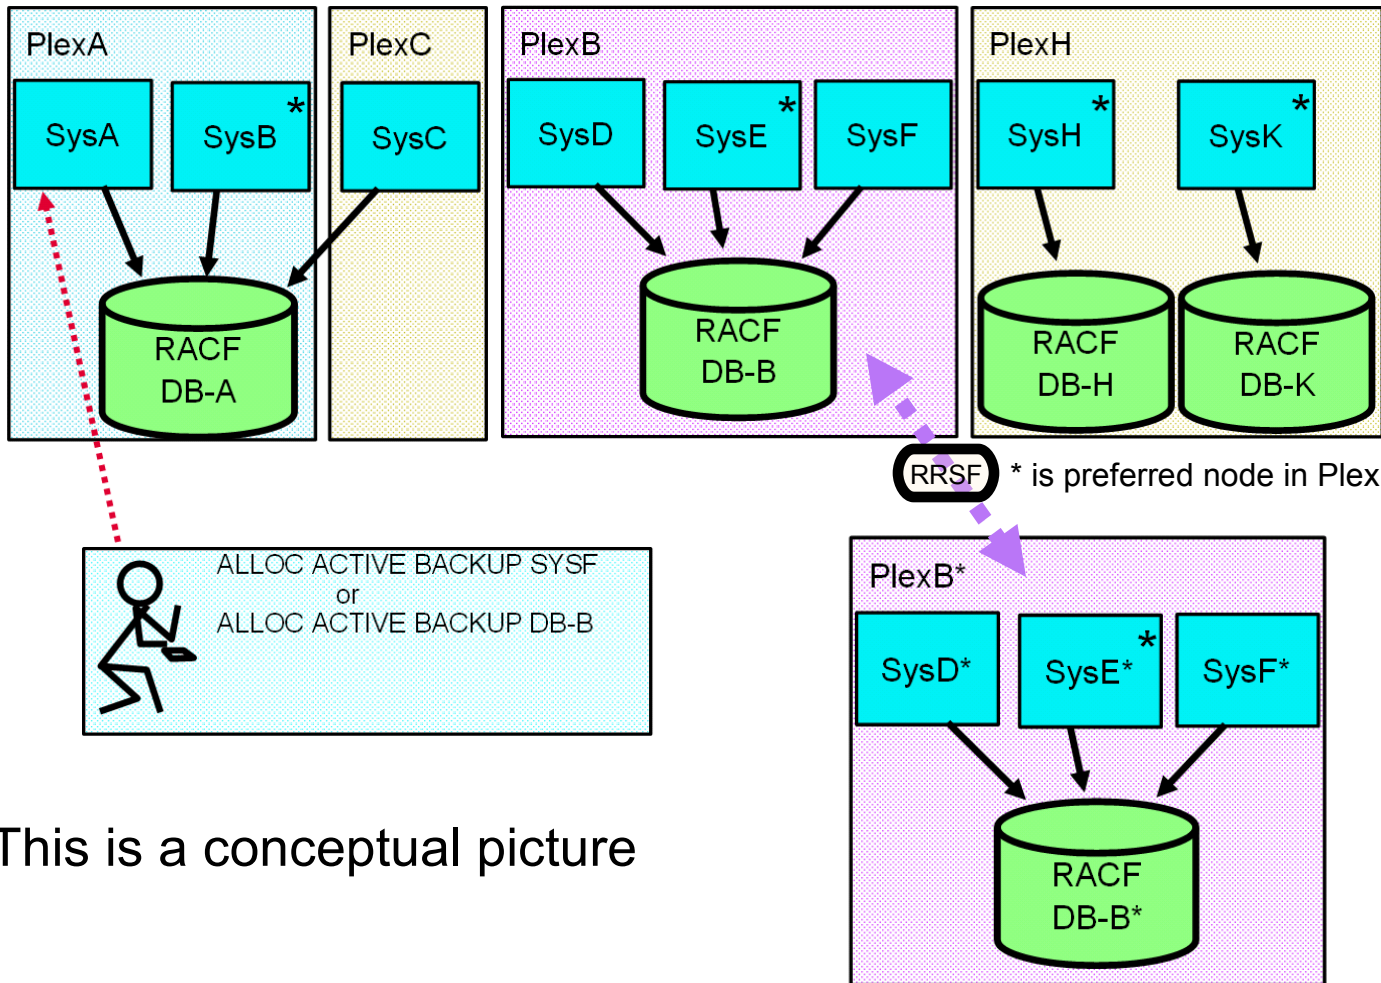 PlexA
PlexC
PlexB
PlexH
SysA
SysB *
SysC
SysD
SysE *
SysF
SysH *
SysK *
RACF
DB-A
RACF
DB-B
RACF
DB-H
RACF
DB-K
RRSF
* is preferred node in Plex
ALLOC ACTIVE BACKUP SYSF
or
ALLOC ACTIVE BACKUP DB-B
PlexB*
SysD*
SysE* *
SysF*
RACF
DB-B*
This is a conceptual picture